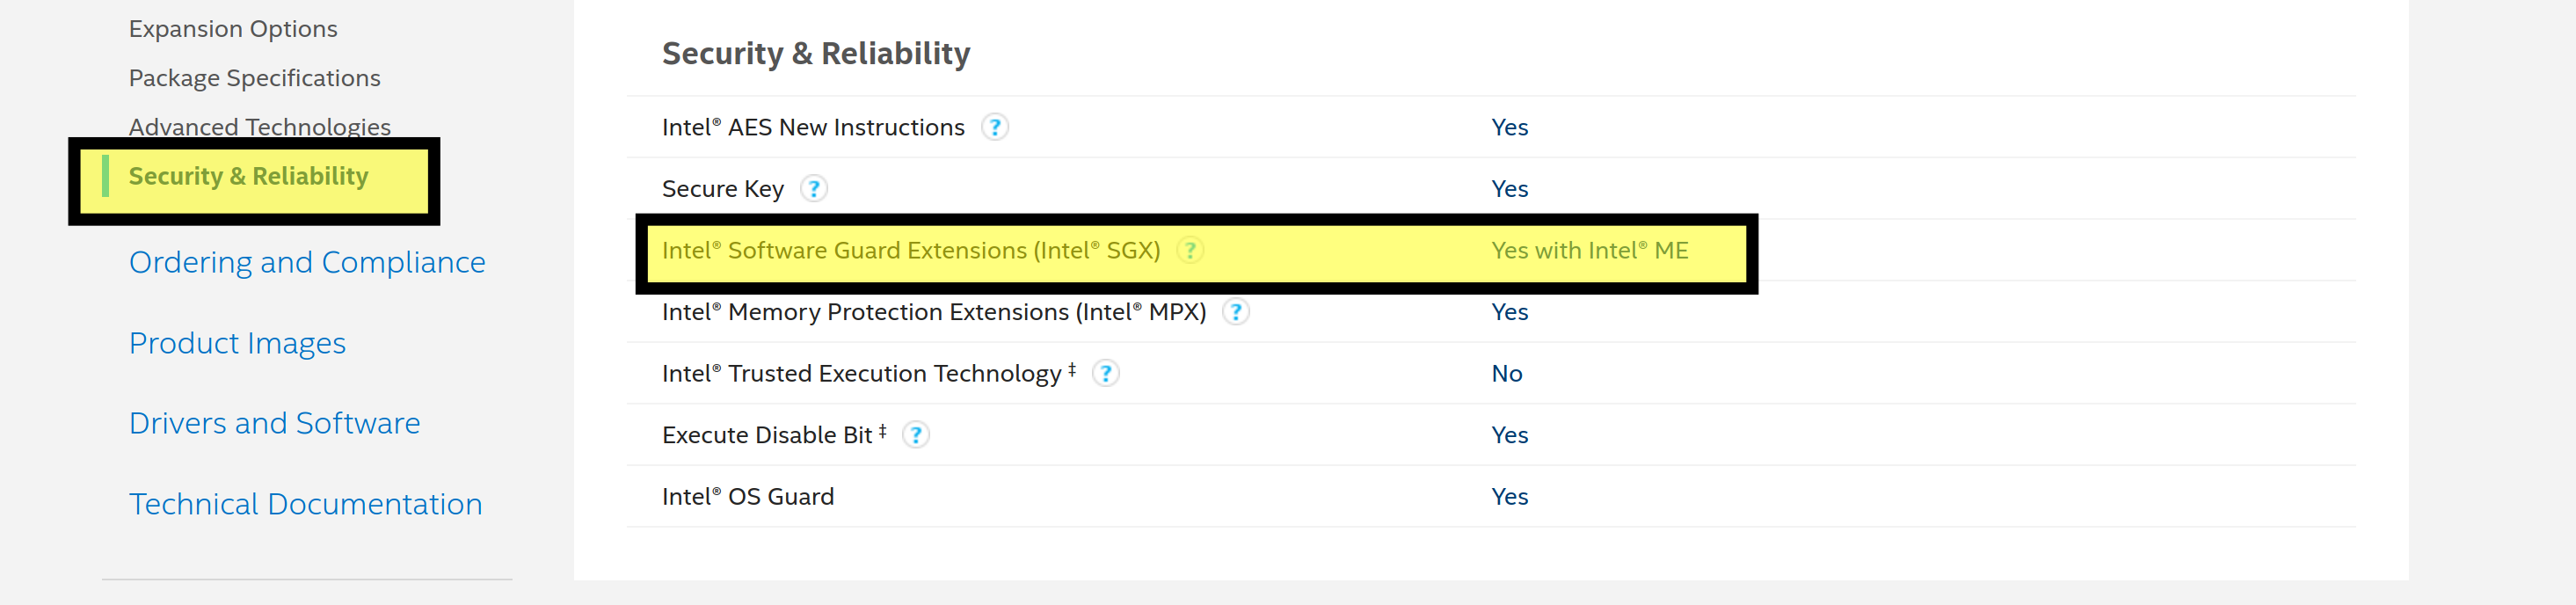 Expansion Options
Package Specifications
Advanced Technologies
Security & Reliability
Ordering and Compliance
Product Images
Drivers and Software
Technical Documentation
Security & Reliability
Intel® AES New Instructions ? Yes
Secure Key ? Yes
Intel® Software Guard Extensions (Intel® SGX) ? Yes with Intel® ME
Intel® Memory Protection Extensions (Intel® MPX) ? Yes
Intel® Trusted Execution Technology ‡ ? No
Execute Disable Bit ‡ ? Yes
Intel® OS Guard Yes